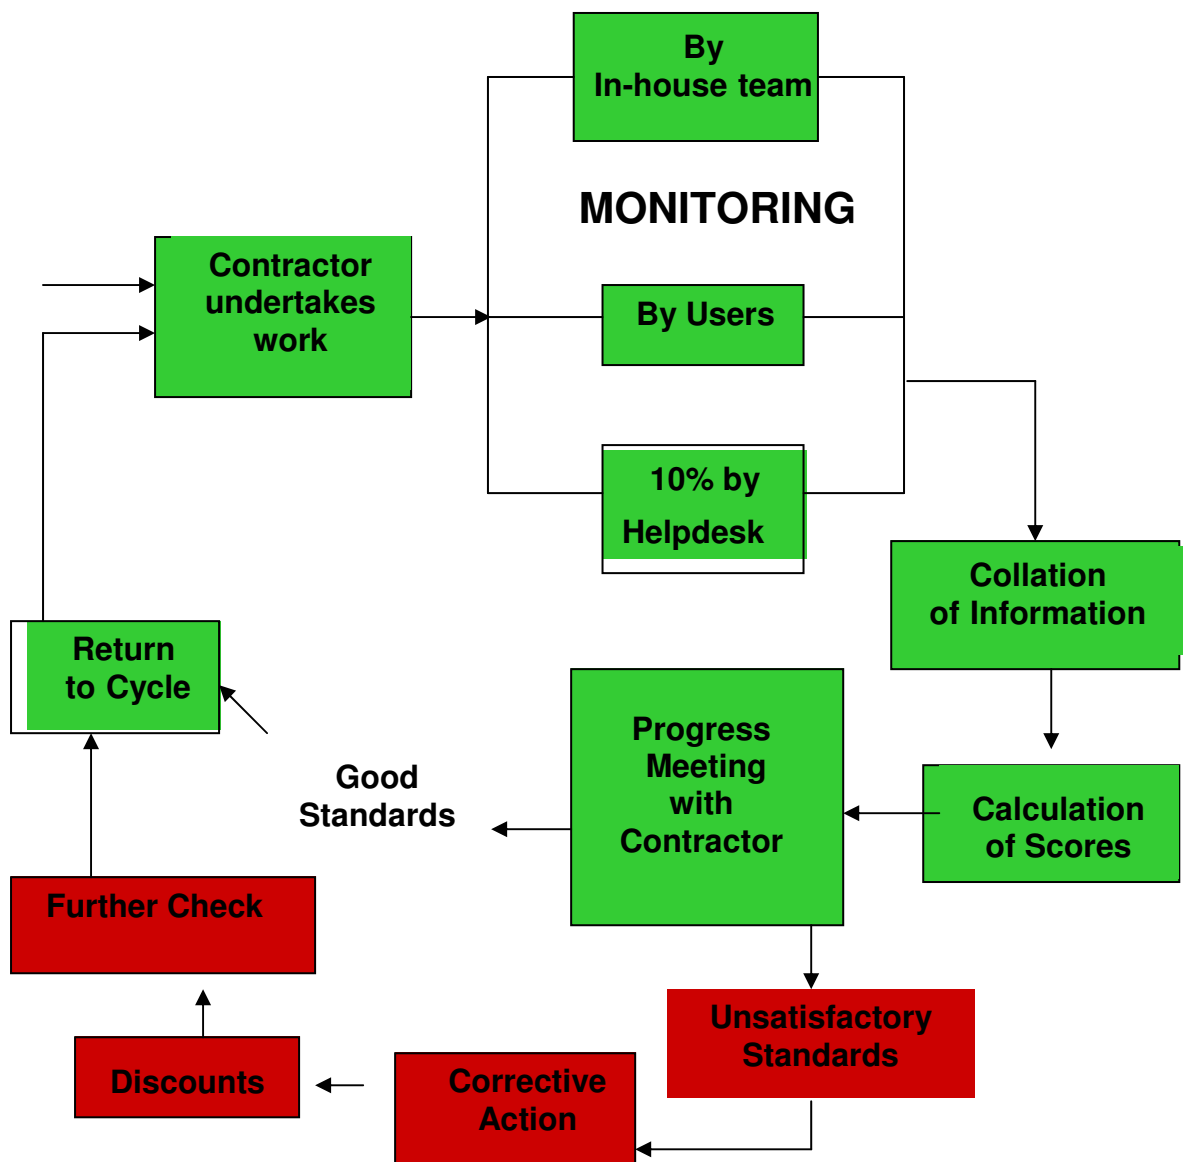 By
In-house team
MONITORING
Contractor
undertakes
work
By Users
10% by
Helpdesk
Collation
of Information
Return
to Cycle
Progress
Meeting
with
Contractor
Good
Standards
Calculation
of Scores
Further Check
Unsatisfactory
Standards
Discounts
Corrective
Action